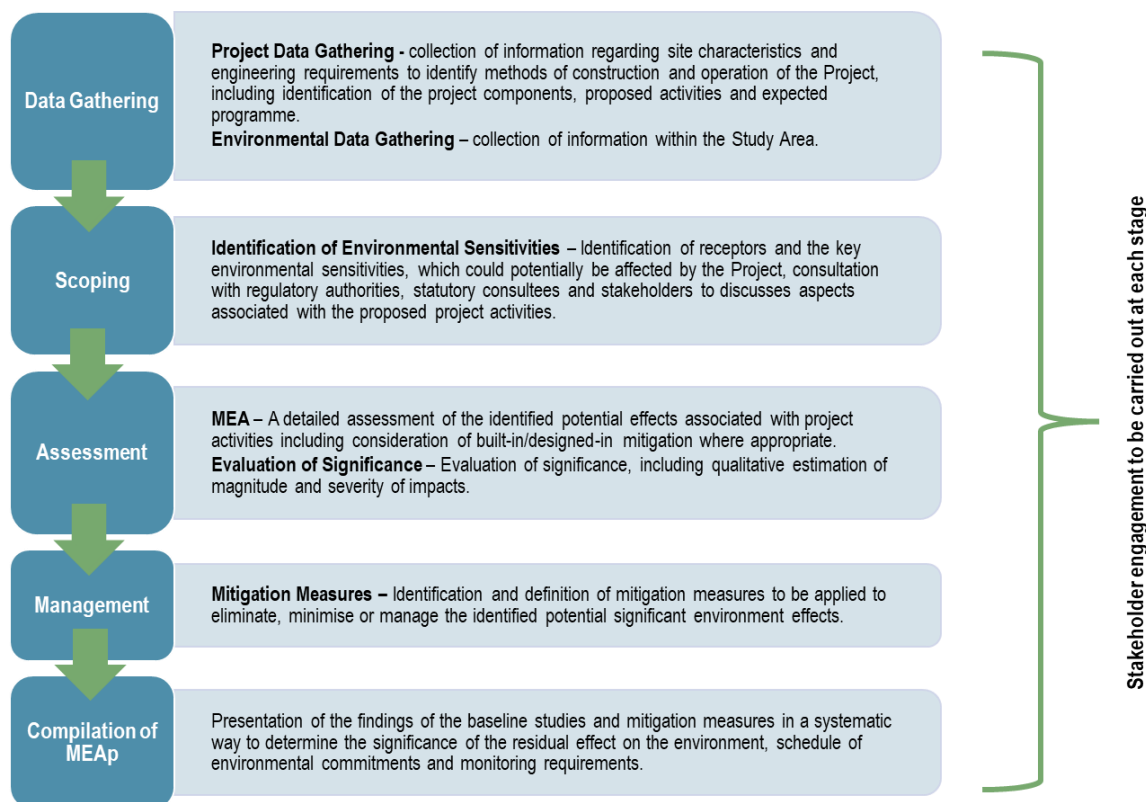 Data Gathering
Project Data Gathering - collection of information regarding site characteristics and
engineering requirements to identify methods of construction and operation of the Project,
including identification of the project components, proposed activities and expected
programme.
Environmental Data Gathering – collection of information within the Study Area.
Scoping
Identification of Environmental Sensitivities – Identification of receptors and the key
environmental sensitivities, which could potentially be affected by the Project, consultation
with regulatory authorities, statutory consultees and stakeholders to discusses aspects
associated with the proposed project activities.
Assessment
MEA – A detailed assessment of the identified potential effects associated with project
activities including consideration of built-in/designed-in mitigation where appropriate.
Evaluation of Significance – Evaluation of significance, including qualitative estimation of
magnitude and severity of impacts.
Management
Mitigation Measures – Identification and definition of mitigation measures to be applied to
eliminate, minimise or manage the identified potential significant environment effects.
Compilation of
MEAp
Presentation of the findings of the baseline studies and mitigation measures in a systematic
way to determine the significance of the residual effect on the environment, schedule of
environmental commitments and monitoring requirements.
Stakeholder engagement to be carried out at each stage